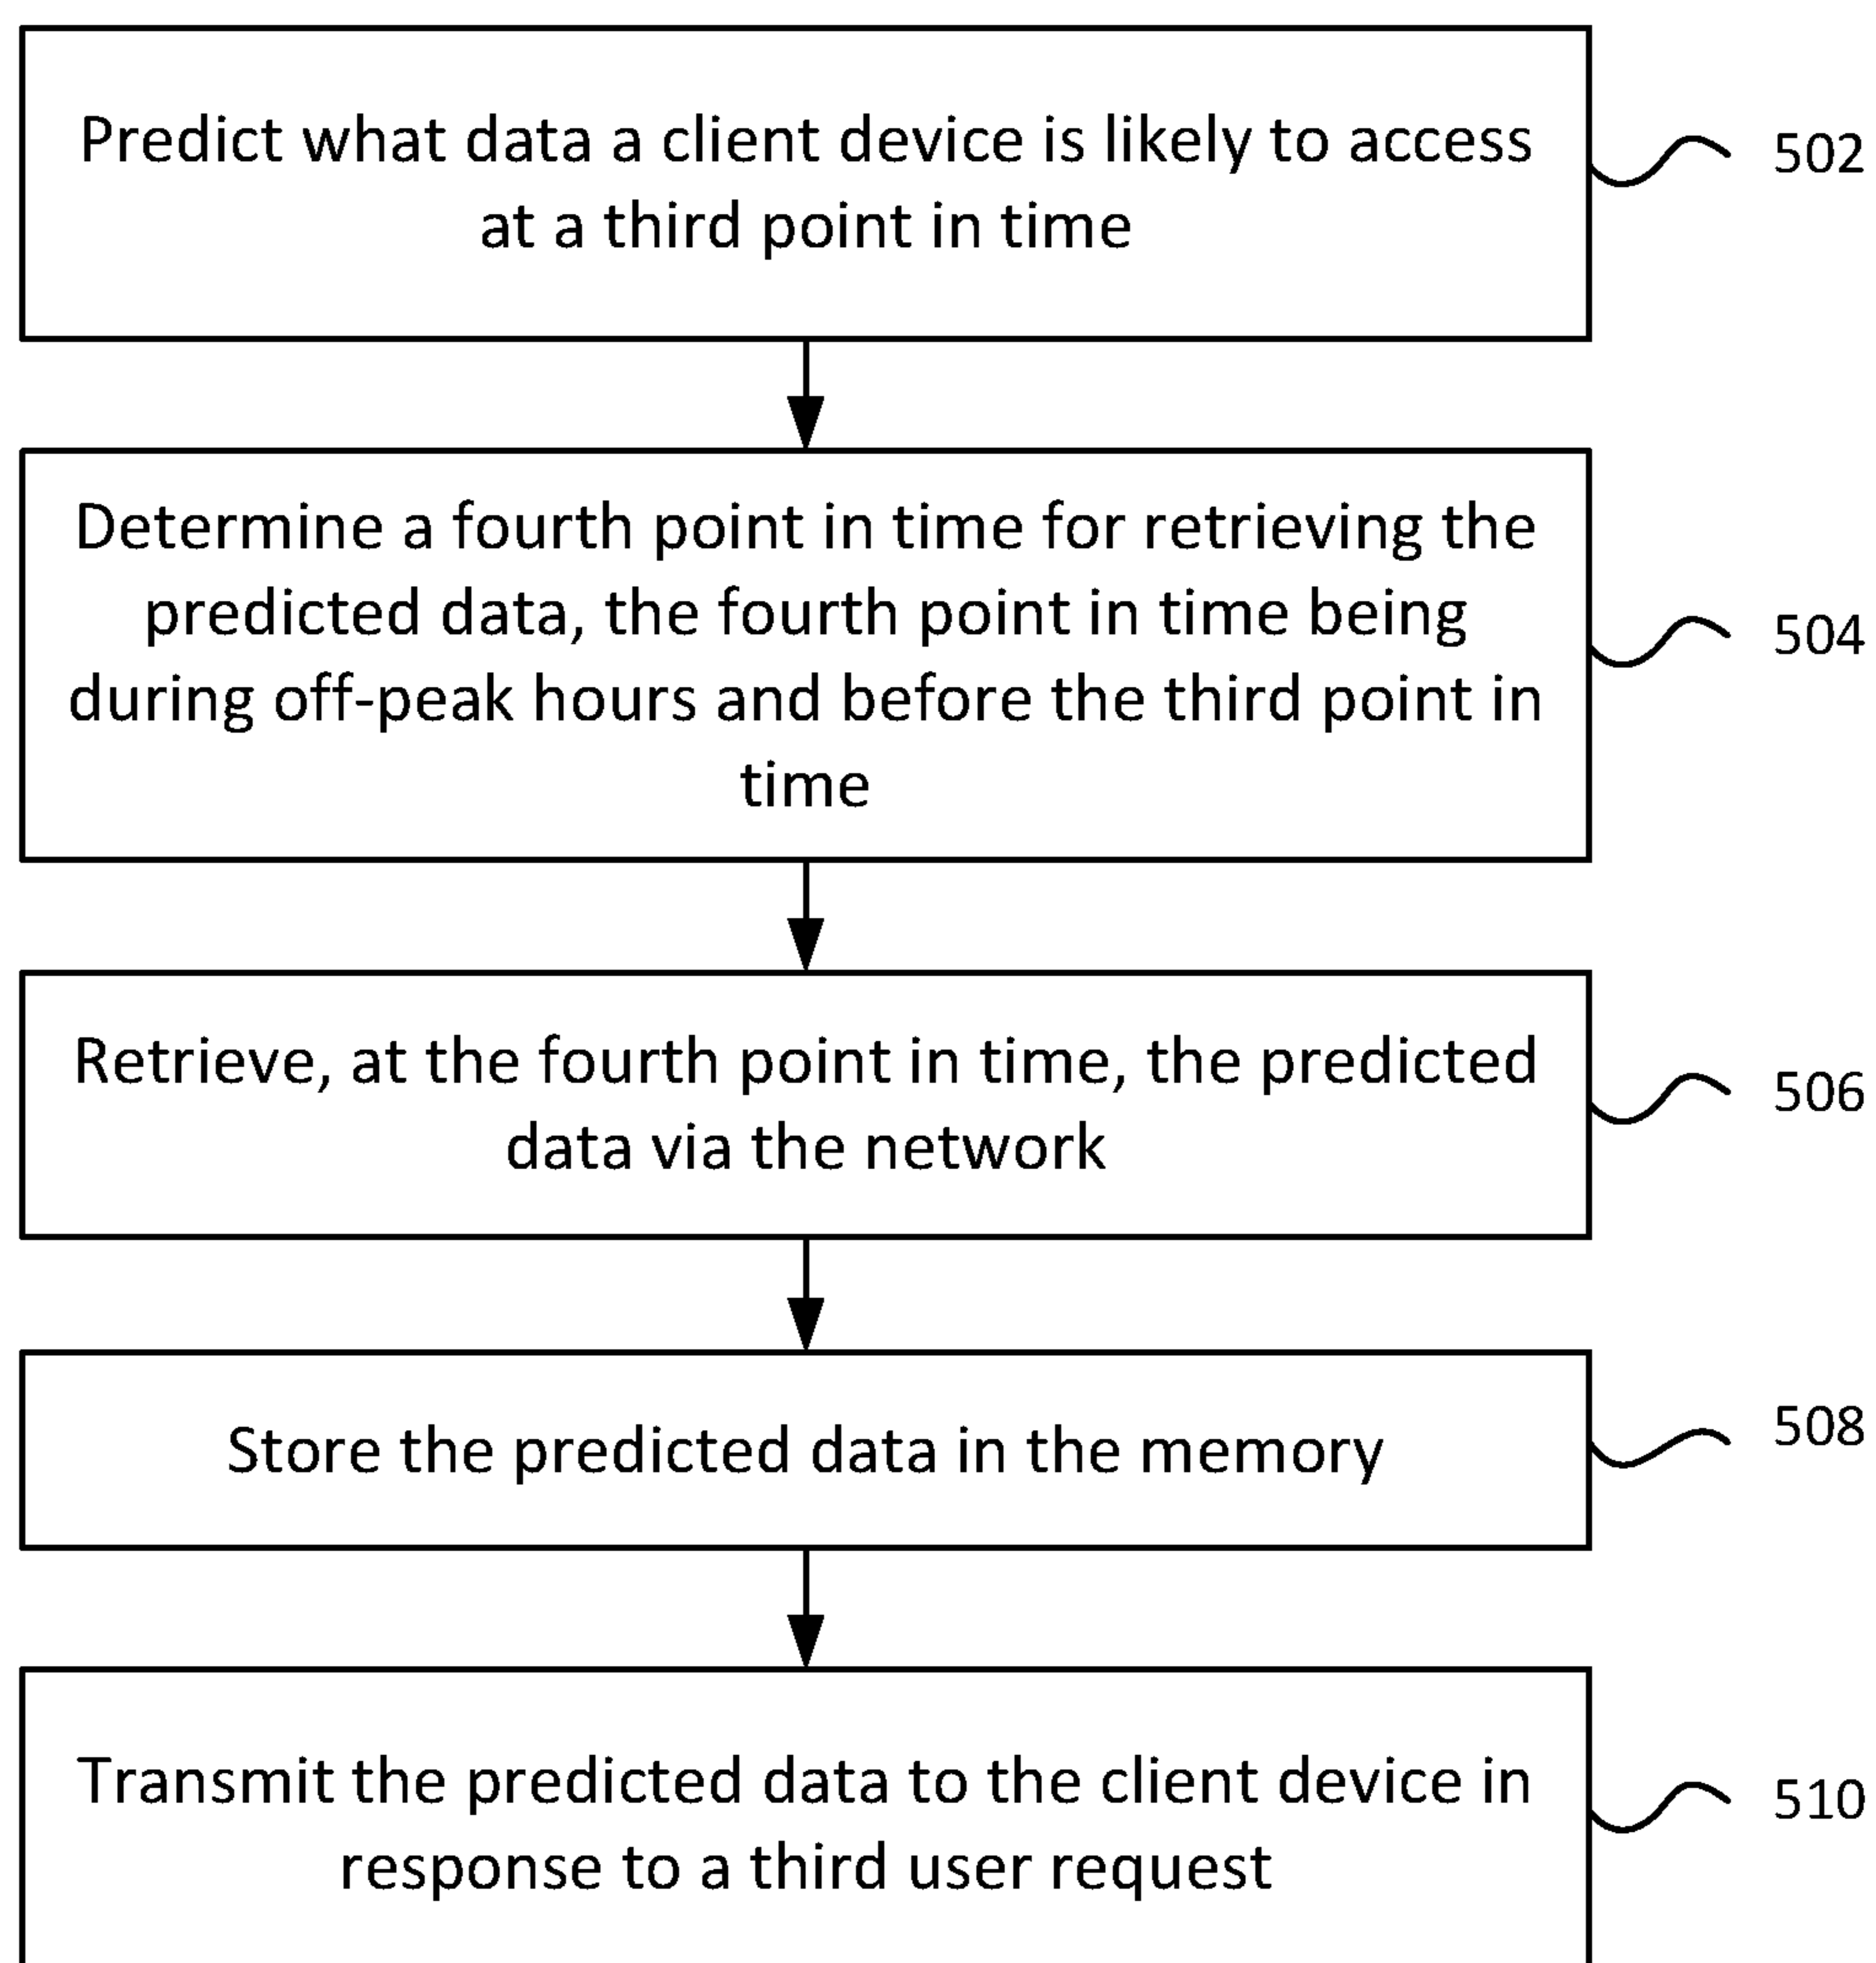 Predict what data a client device is likely to access
at a third point in time
502
Determine a fourth point in time for retrieving the
predicted data, the fourth point in time being
during off-peak hours and before the third point in
time
504
Retrieve, at the fourth point in time, the predicted
data via the network
506
Store the predicted data in the memory
508
Transmit the predicted data to the client device in
response to a third user request
510